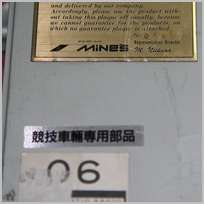 and delivered by our company.
Accordingly, please use the product with-
out taking this plaque off casually, because
we cannot guarantee for the products, on
which no guarantee plaque is attached.
MINES
競技車輛専用部品
06